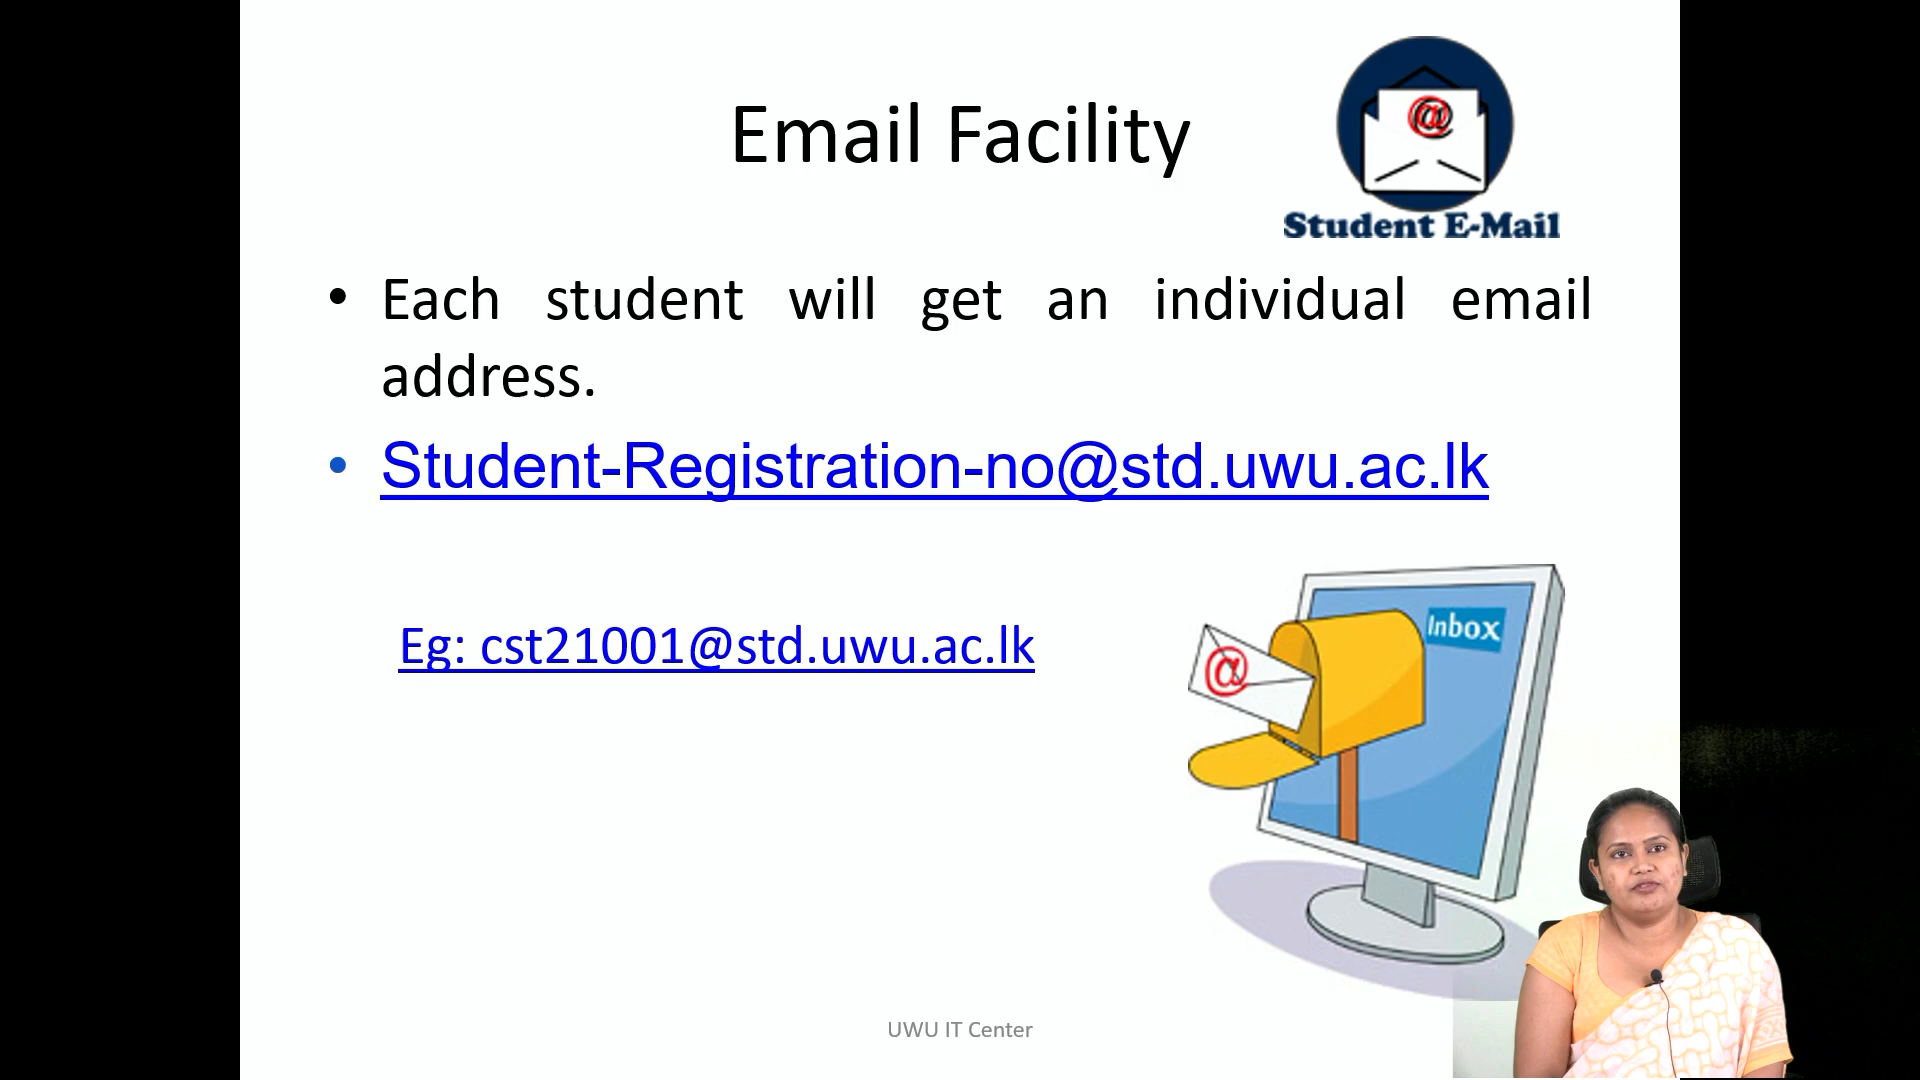 Email Facility
@
Student E-Mail
• Each student will get an individual email
address.
• Student-Registration-no@std.uwu.ac.lk
Eg: cst21001@std.uwu.ac.lk
Inbox
@
UWU IT Center